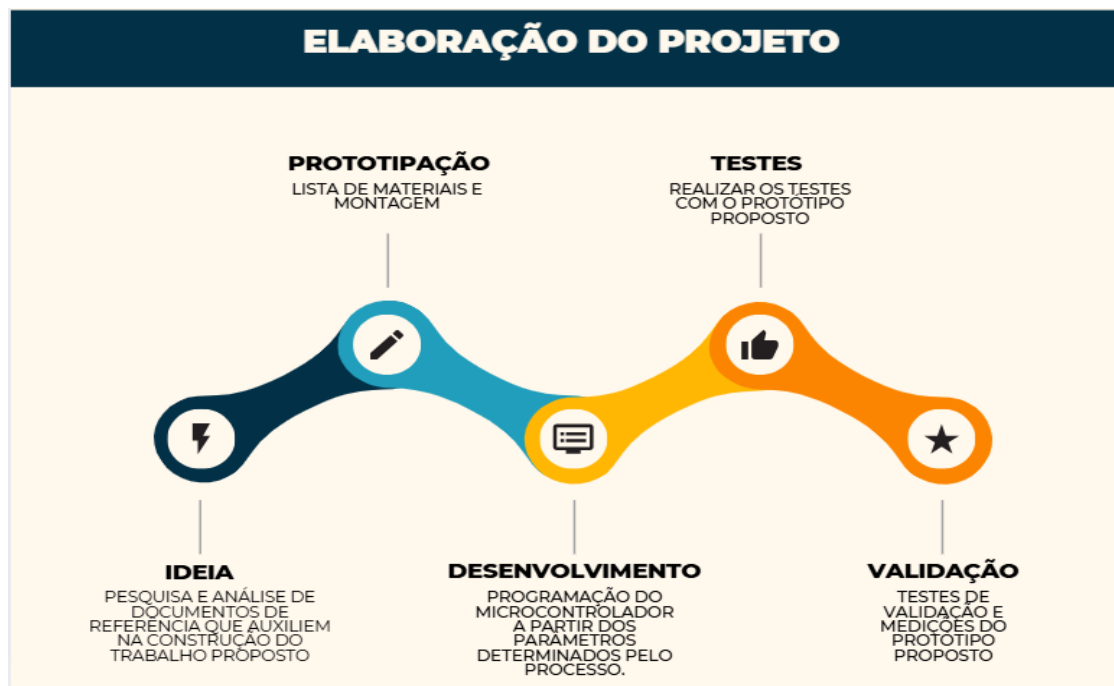 ELABORAÇÃO DO PROJETO
PROTOTIPAÇÃO
LISTA DE MATERIAIS E
MONTAGEM
TESTES
REALIZAR OS TESTES
COM O PROTÓTIPO
PROPOSTO
IDEIA
PESQUISA E ANÁLISE DE
DOCUMENTOS DE
REFERÊNCIA QUE AUXILIEM
NA CONSTRUÇÃO DO
TRABALHO PROPOSTO
DESENVOLVIMENTO
PROGRAMAÇÃO DO
MICROCONTROLADOR
A PARTIR DOS
PARÂMETROS
DETERMINADOS PELO
PROCESSO.
VALIDAÇÃO
TESTES DE
VALIDAÇÃO E
MEDIÇÕES DO
PROTÓTIPO
PROPOSTO